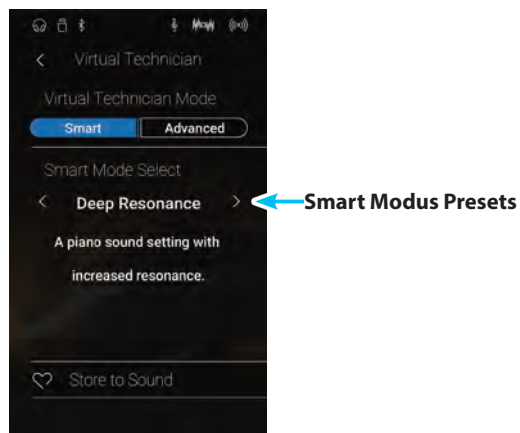 Virtual Technician
Virtual Technician Mode
Smart Advanced
Smart Mode Select
Deep Resonance
Smart Modus Presets
A piano sound setting with
increased resonance.
Store to Sound